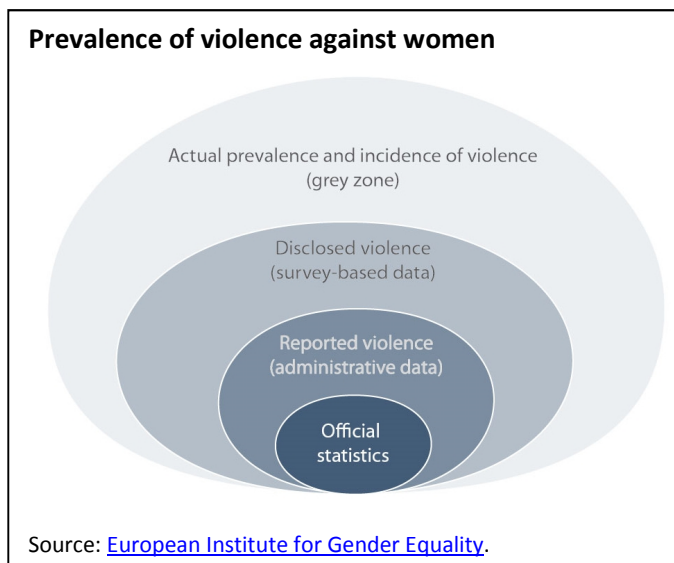 Prevalence of violence against women
Actual prevalence and incidence of violence
(grey zone)
Disclosed violence
(survey-based data)
Reported violence
(administrative data)
Official
statistics
Source: European Institute for Gender Equality.